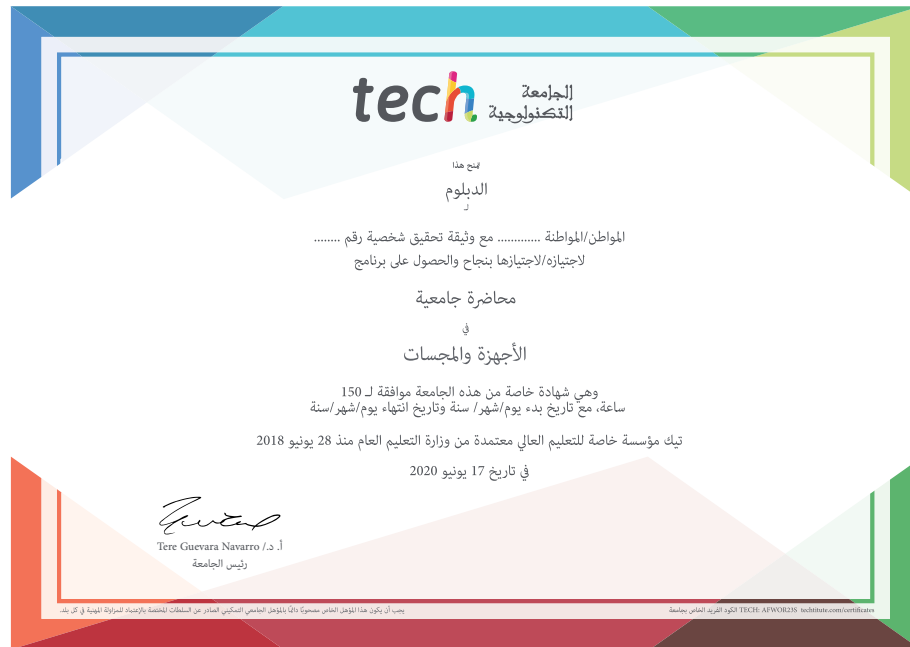 tech
الجامعة
التكنولوجية
تمنح هذا
الدبلوم
لـ
المواطن/المواطنة ............. مع وثيقة تحقيق شخصية رقم ........
لاجتيازه/لاجتيازها بنجاح والحصول على برنامج
محاضرة جامعية
في
الأجهزة والمجسات
وهي شهادة خاصة من هذه الجامعة موافقة لـ 150
ساعة، مع تاريخ بدء يوم/شهر/ سنة وتاريخ انتهاء يوم/شهر/سنة
تيك مؤسسة خاصة للتعليم العالي معتمدة من وزارة التعليم العام منذ 28 يونيو 2018
في تاريخ 17 يونيو 2020
أ. د./ Tere Guevara Navarro
رئيس الجامعة
يجب أن يكون هذا المؤهل الخاص مصحوبًا دائمًا بالمؤهل الجامعي التمكيني الصادر عن السلطات المختصة بالإعتماد للمزاولة المهنية في كل بلد.
الكود الفريد الخاص بجامعة TECH: AFWOR23S techtitute.com/certificates